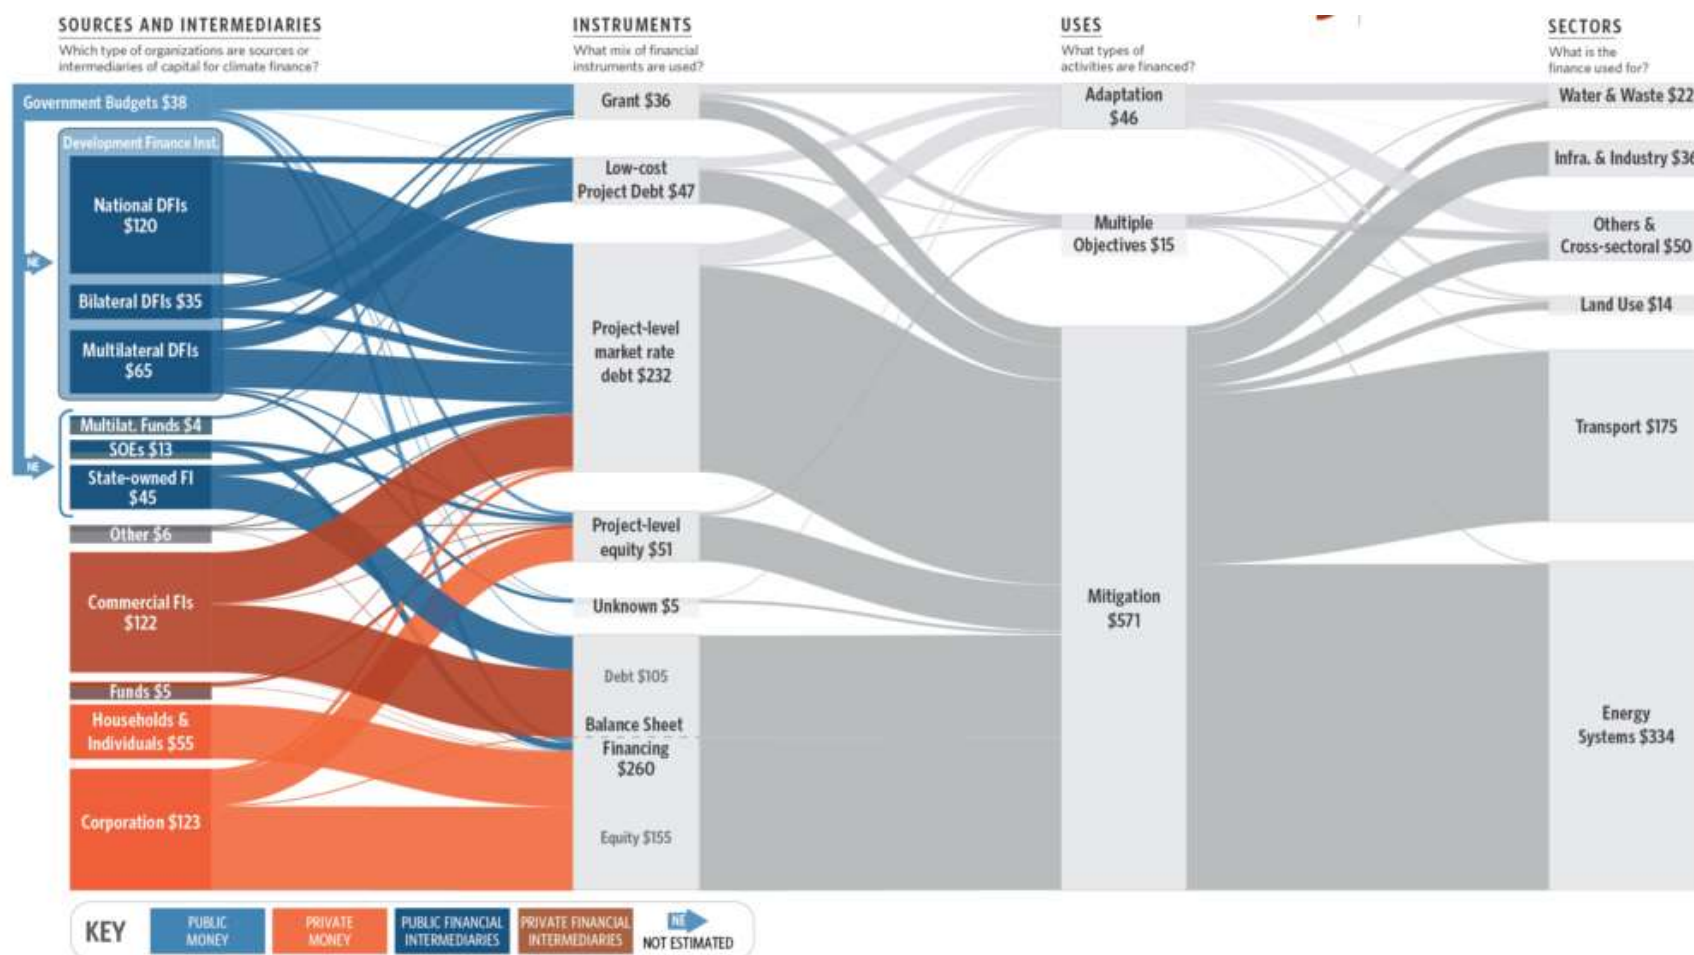 SOURCES AND INTERMEDIARIES
Which type of organizations are sources or
intermediaries of capital for climate finance?
Government Budgets $38
Development Finance Inst.
National DFIs
$120
NE
Bilateral DFIs $35
Multilateral DFIs
$65
Multilat. Funds $4
SOEs $13
NE
State-owned FI
$45
Other $6
Commercial FIs
$122
Funds $5
Households &
Individuals $55
Corporation $123
INSTRUMENTS
What mix of financial
instruments are used?
Grant $36
Low-cost
Project Debt $47
Project-level
market rate
debt $232
Project-level
equity $51
Unknown $5
Debt $105
Balance Sheet
Financing
$260
Equity $155
USES
What types of
activities are financed?
Adaptation
$46
Multiple
Objectives $15
Mitigation
$571
SECTORS
What is the
finance used for?
Water & Waste $22
Infra. & Industry $36
Others &
Cross-sectoral $50
Land Use $14
Transport $175
Energy
Systems $334
KEY
PUBLIC
MONEY
PRIVATE
MONEY
PUBLIC FINANCIAL
INTERMEDIARIES
PRIVATE FINANCIAL
INTERMEDIARIES
NE
NOT ESTIMATED